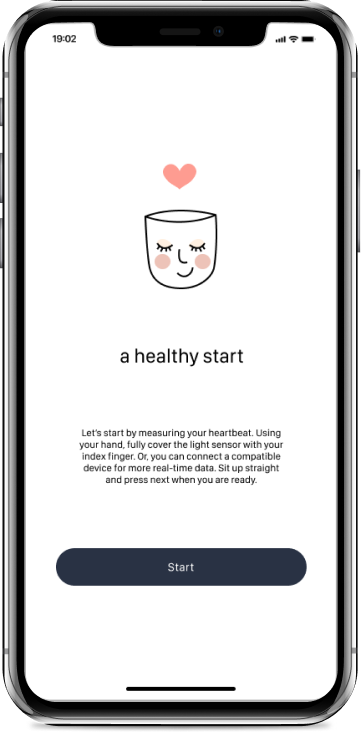 19:02
a healthy start
Let's start by measuring your heartbeat. Using
your hand, fully cover the light sensor with your
index finger. Or, you can connect a compatible
device for more real-time data. Sit up straight
and press next when you are ready.
Start